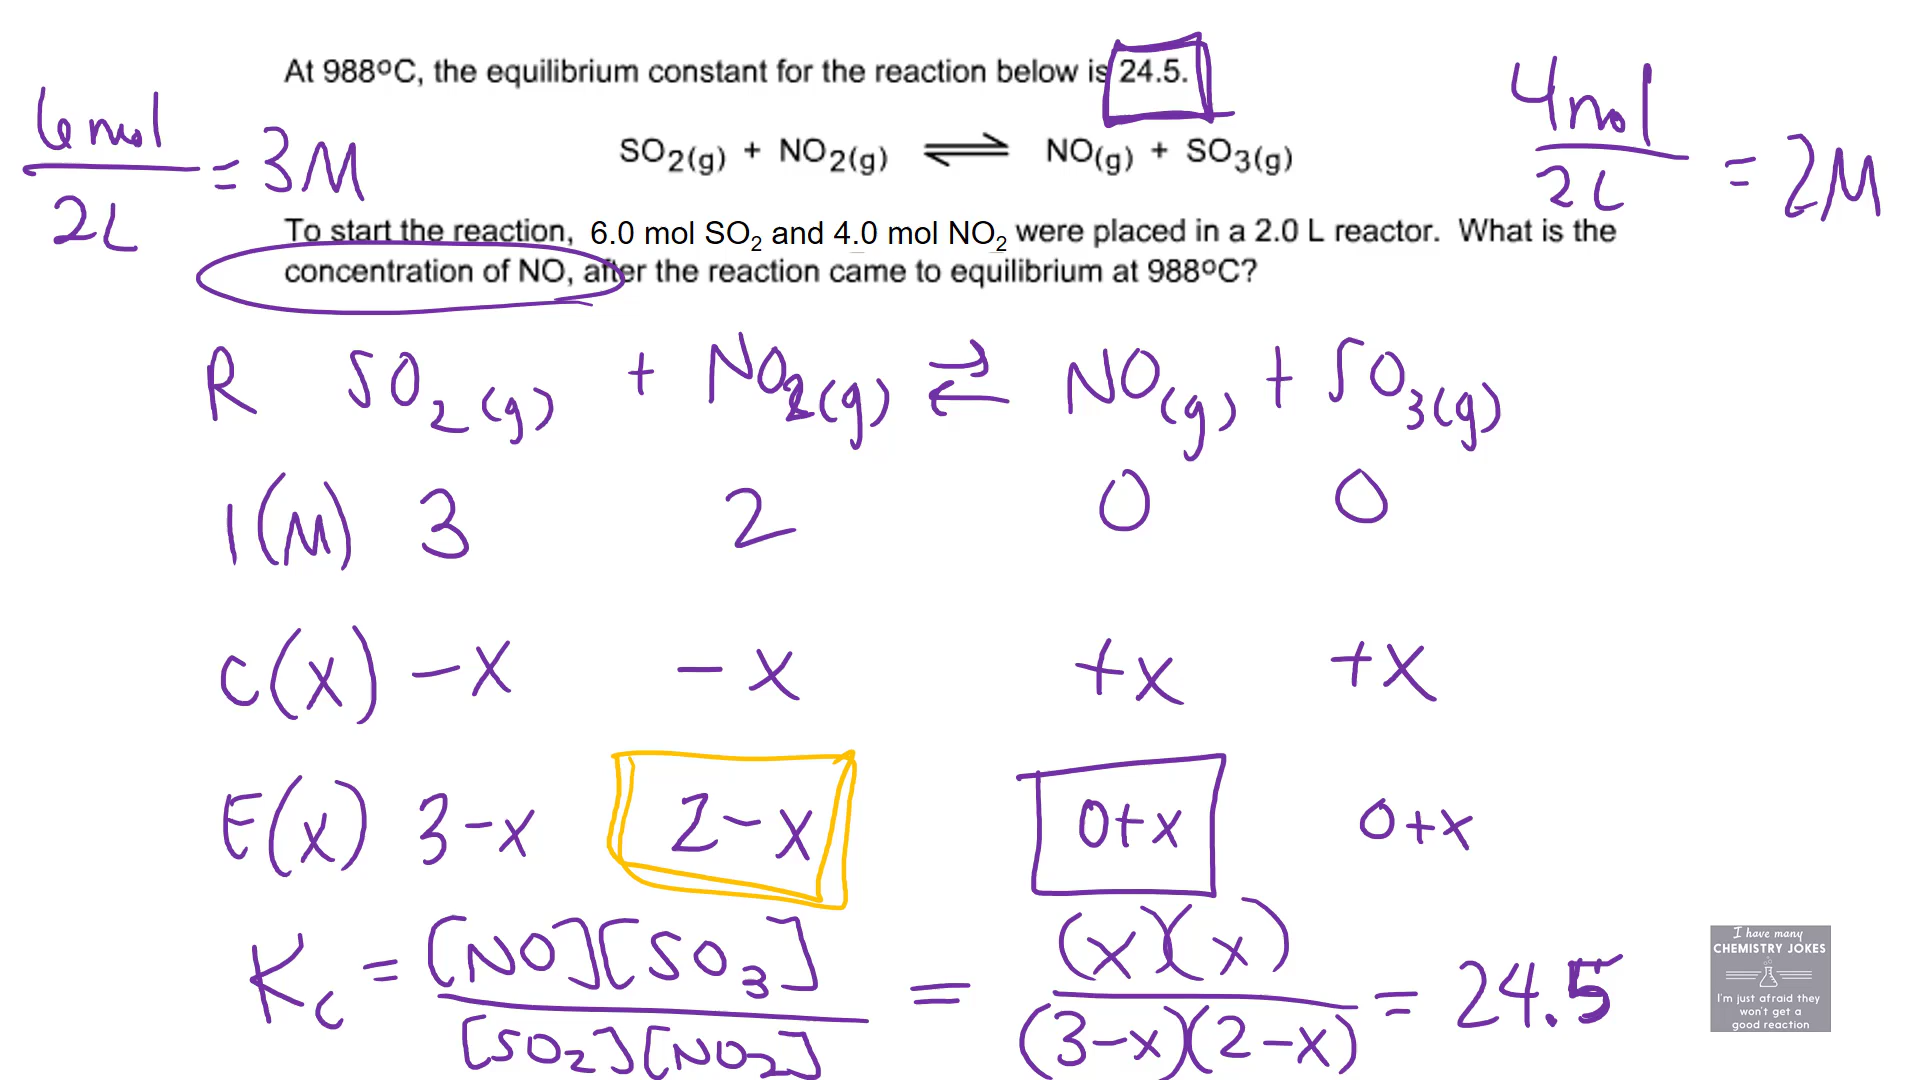 At 988°C, the equilibrium constant for the reaction below is 24.5.
6 mol
2L
= 3M
4 mol
2L
= 2M
SO₂(g) + NO₂(g) ⇌ NO(g) + SO₃(g)
To start the reaction, 6.0 mol SO₂ and 4.0 mol NO₂ were placed in a 2.0 L reactor. What is the
concentration of NO, after the reaction came to equilibrium at 988°C?
R SO₂(g) + NO₂(g) ⇌ NO(g) + SO₃(g)
I(M) 3 2 0 0
C(x) -x -x +x +x
E(x) 3-x 2-x 0+x 0+x
Kc = [NO][SO₃] / [SO₂][NO₂] = (x)(x) / (3-x)(2-x) = 24.5
I have many
CHEMISTRY JOKES
I'm just afraid they
won't get a
good reaction